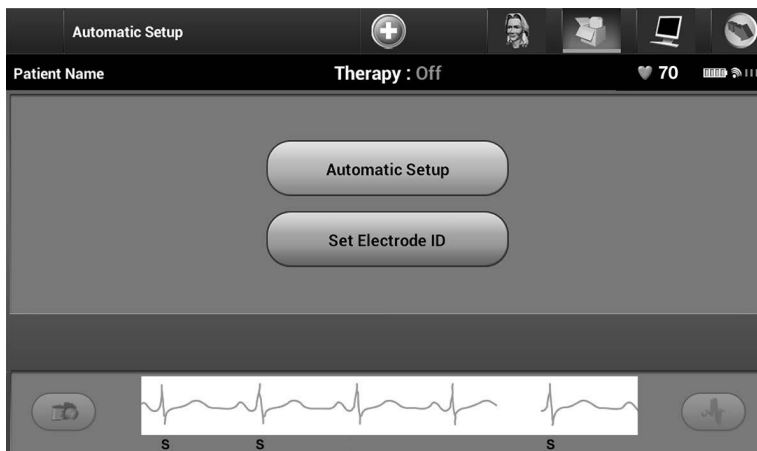 Automatic Setup
Patient Name
Therapy : Off
70
Automatic Setup
Set Electrode ID
S S S